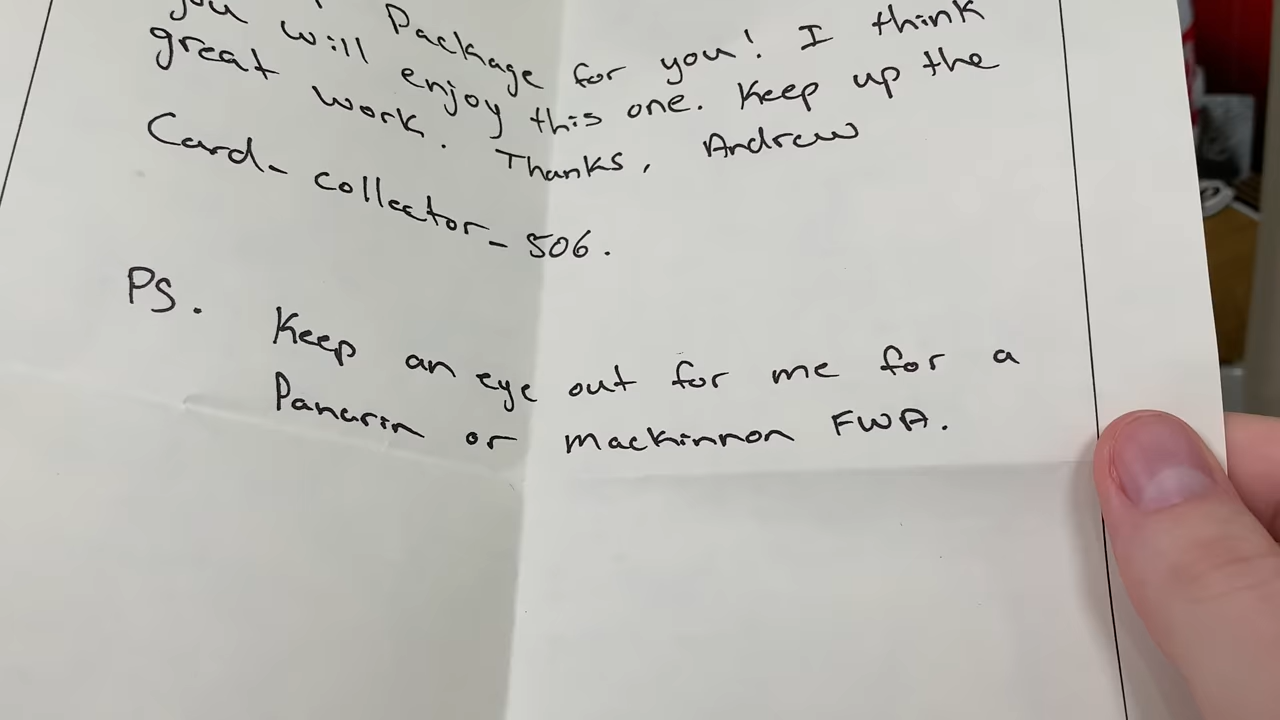 Package for you! I think
you will enjoy this one. Keep up the
great work. Thanks, Andrew
Card-collector-506.
PS. Keep an eye out for me for a
Panarin or mackinnon FWA.